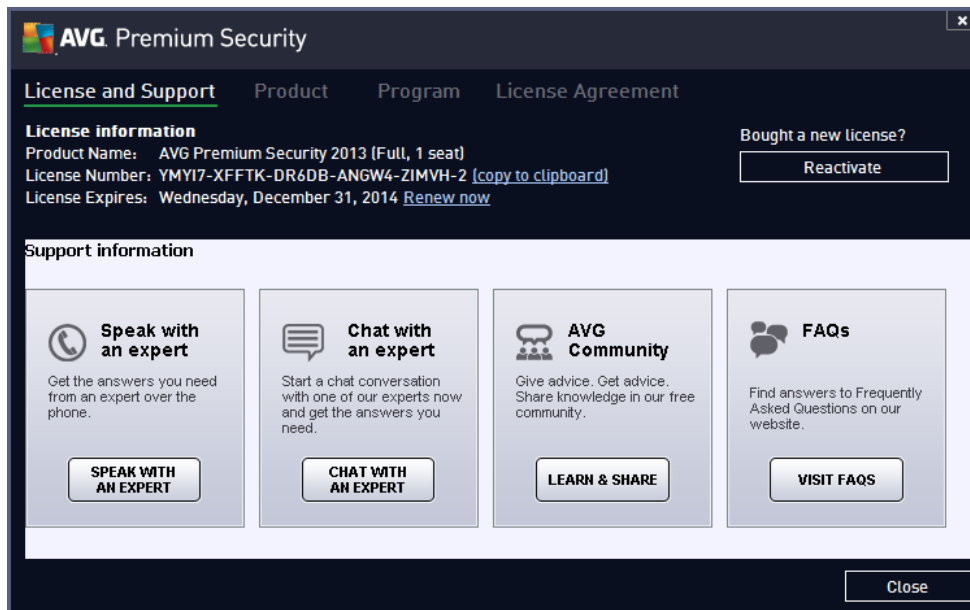 AVG. Premium Security
License and Support Product Program License Agreement
License information
Product Name: AVG Premium Security 2013 (Full, 1 seat)
License Number: YMYI7-XFFTK-DR6DB-ANGW4-ZIMVH-2 (copy to clipboard)
License Expires: Wednesday, December 31, 2014 Renew now
Bought a new license?
Reactivate
Support information
Speak with
an expert
Get the answers you need
from an expert over the
phone.
SPEAK WITH
AN EXPERT
Chat with
an expert
Start a chat conversation
with one of our experts now
and get the answers you
need.
CHAT WITH
AN EXPERT
AVG
Community
Give advice. Get advice.
Share knowledge in our free
community.
LEARN & SHARE
FAQs
Find answers to Frequently
Asked Questions on our
website.
VISIT FAQS
Close